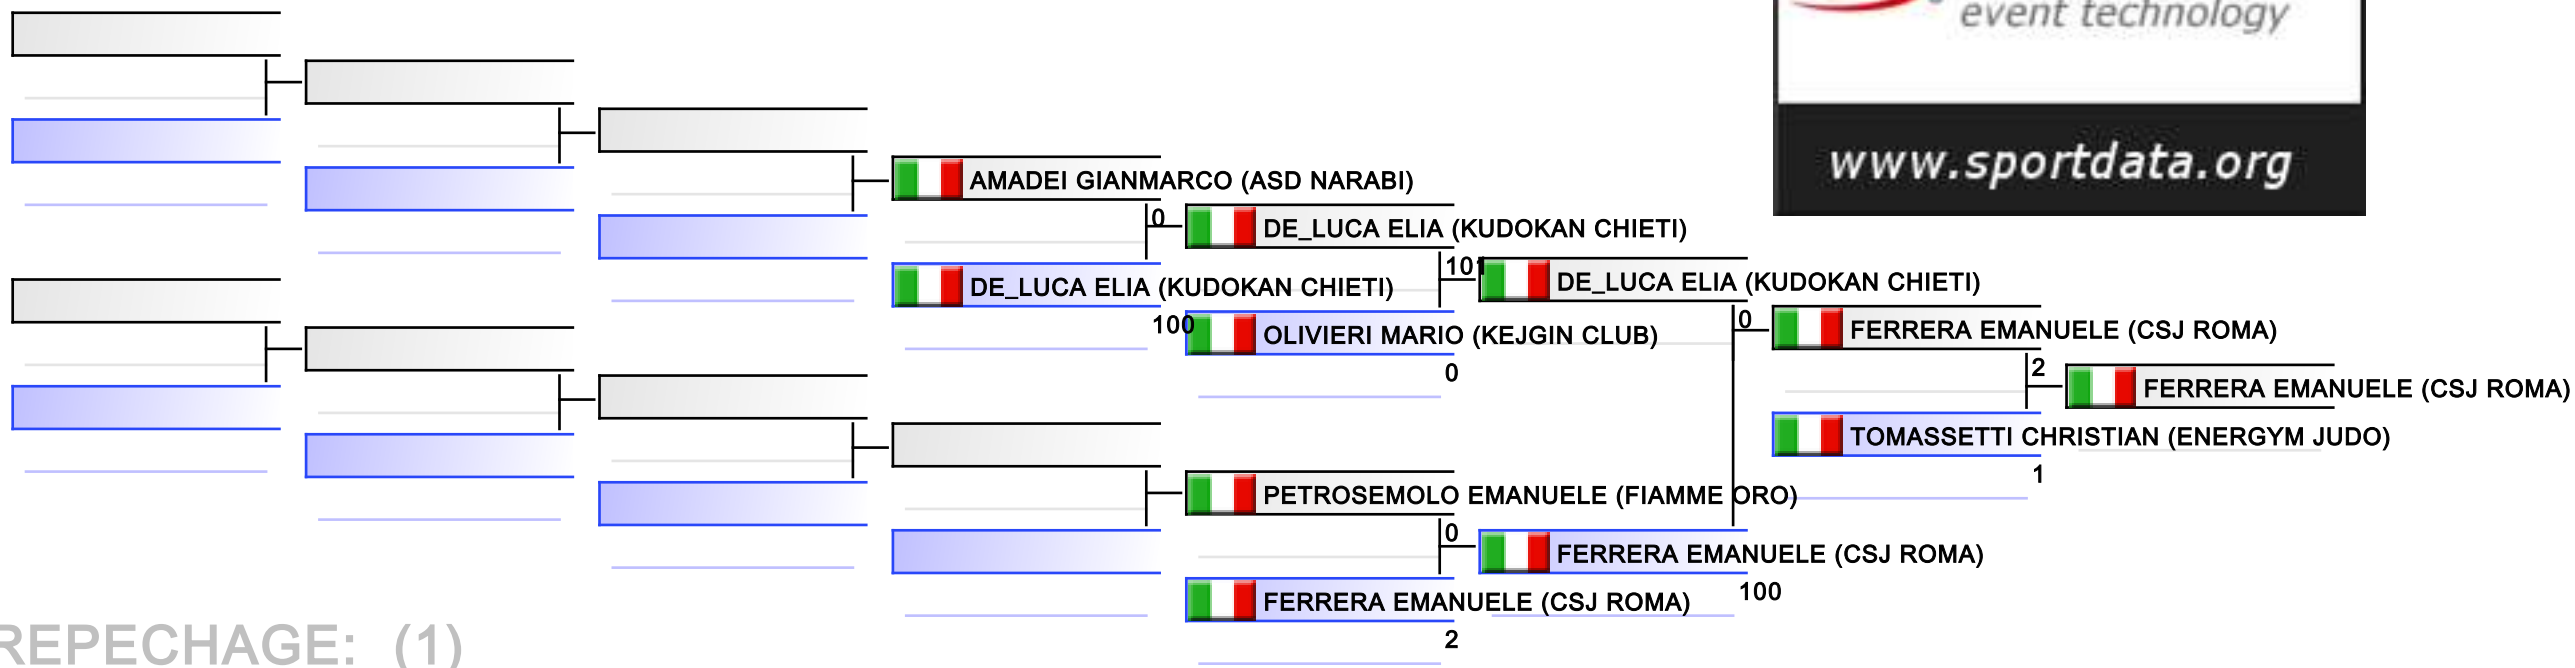 event technology
www.sportdata.org
AMADEI GIANMARCO (ASD NARABI)
0
DE_LUCA ELIA (KUDOKAN CHIETI)
DE_LUCA ELIA (KUDOKAN CHIETI)
100
101
OLIVIERI MARIO (KEJGIN CLUB)
0
DE_LUCA ELIA (KUDOKAN CHIETI)
0
FERRERA EMANUELE (CSJ ROMA)
2
FERRERA EMANUELE (CSJ ROMA)
TOMASSETTI CHRISTIAN (ENERGYM JUDO)
1
PETROSEMOLO EMANUELE (FIAMME ORO)
0
FERRERA EMANUELE (CSJ ROMA)
100
FERRERA EMANUELE (CSJ ROMA)
2
REPECHAGE: (1)